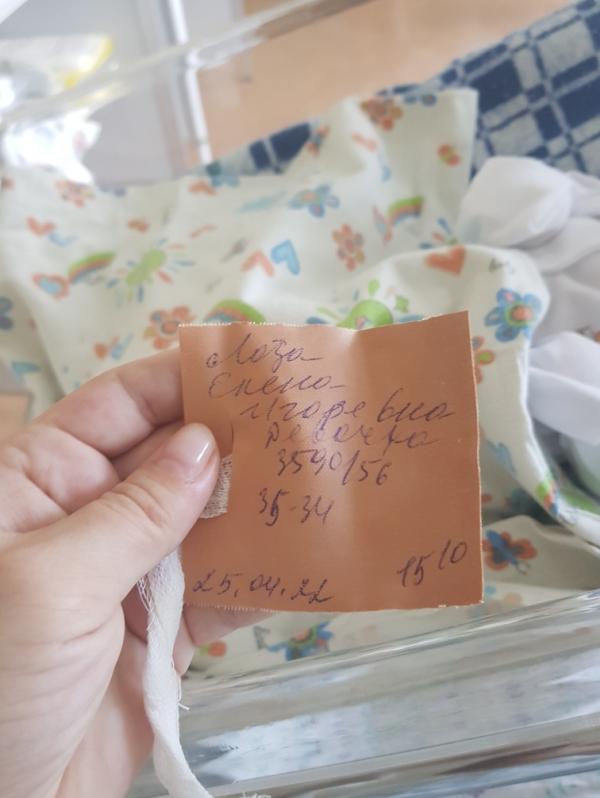 Лоза
Елена
Игоревна
Девочка
3590/56
35-34
25.04.22
15 10